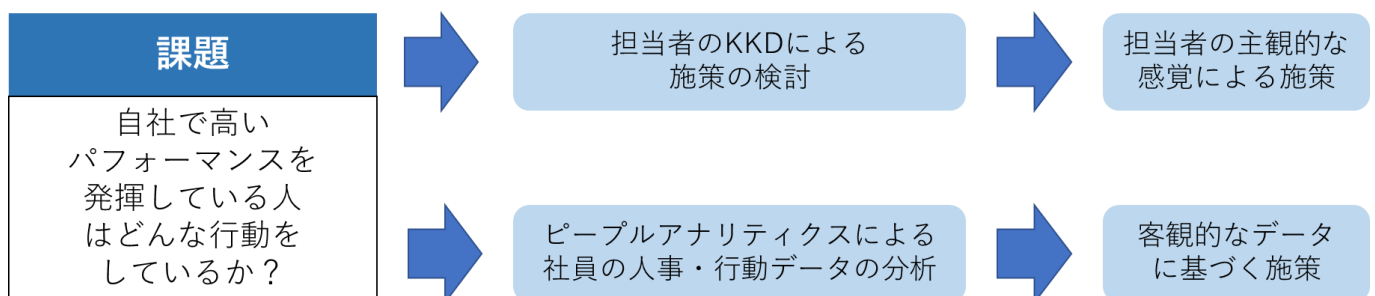 課題
自社で高い
パフォーマンスを
発揮している人
はどんな行動を
しているか？
担当者のKKDによる
施策の検討
担当者の主観的な
感覚による施策
ピープルアナリティクスによる
社員の人事・行動データの分析
客観的なデータ
に基づく施策